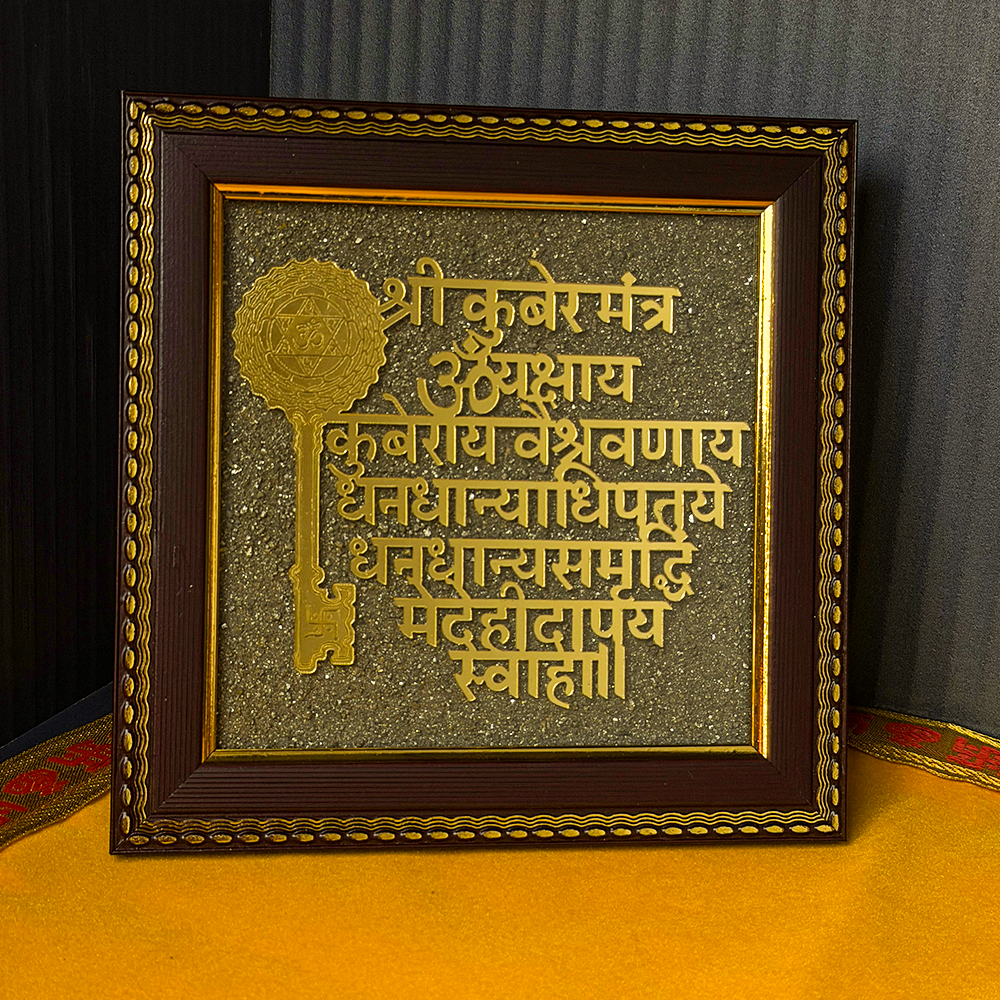 श्री कुबेर मंत्र
ॐ यक्षाय
कुबेराय वैश्रवणाय
धनधान्याधिपतये
धनधान्यसमृद्धि
मेदेहीदापय
स्वाहा॥
ॐ